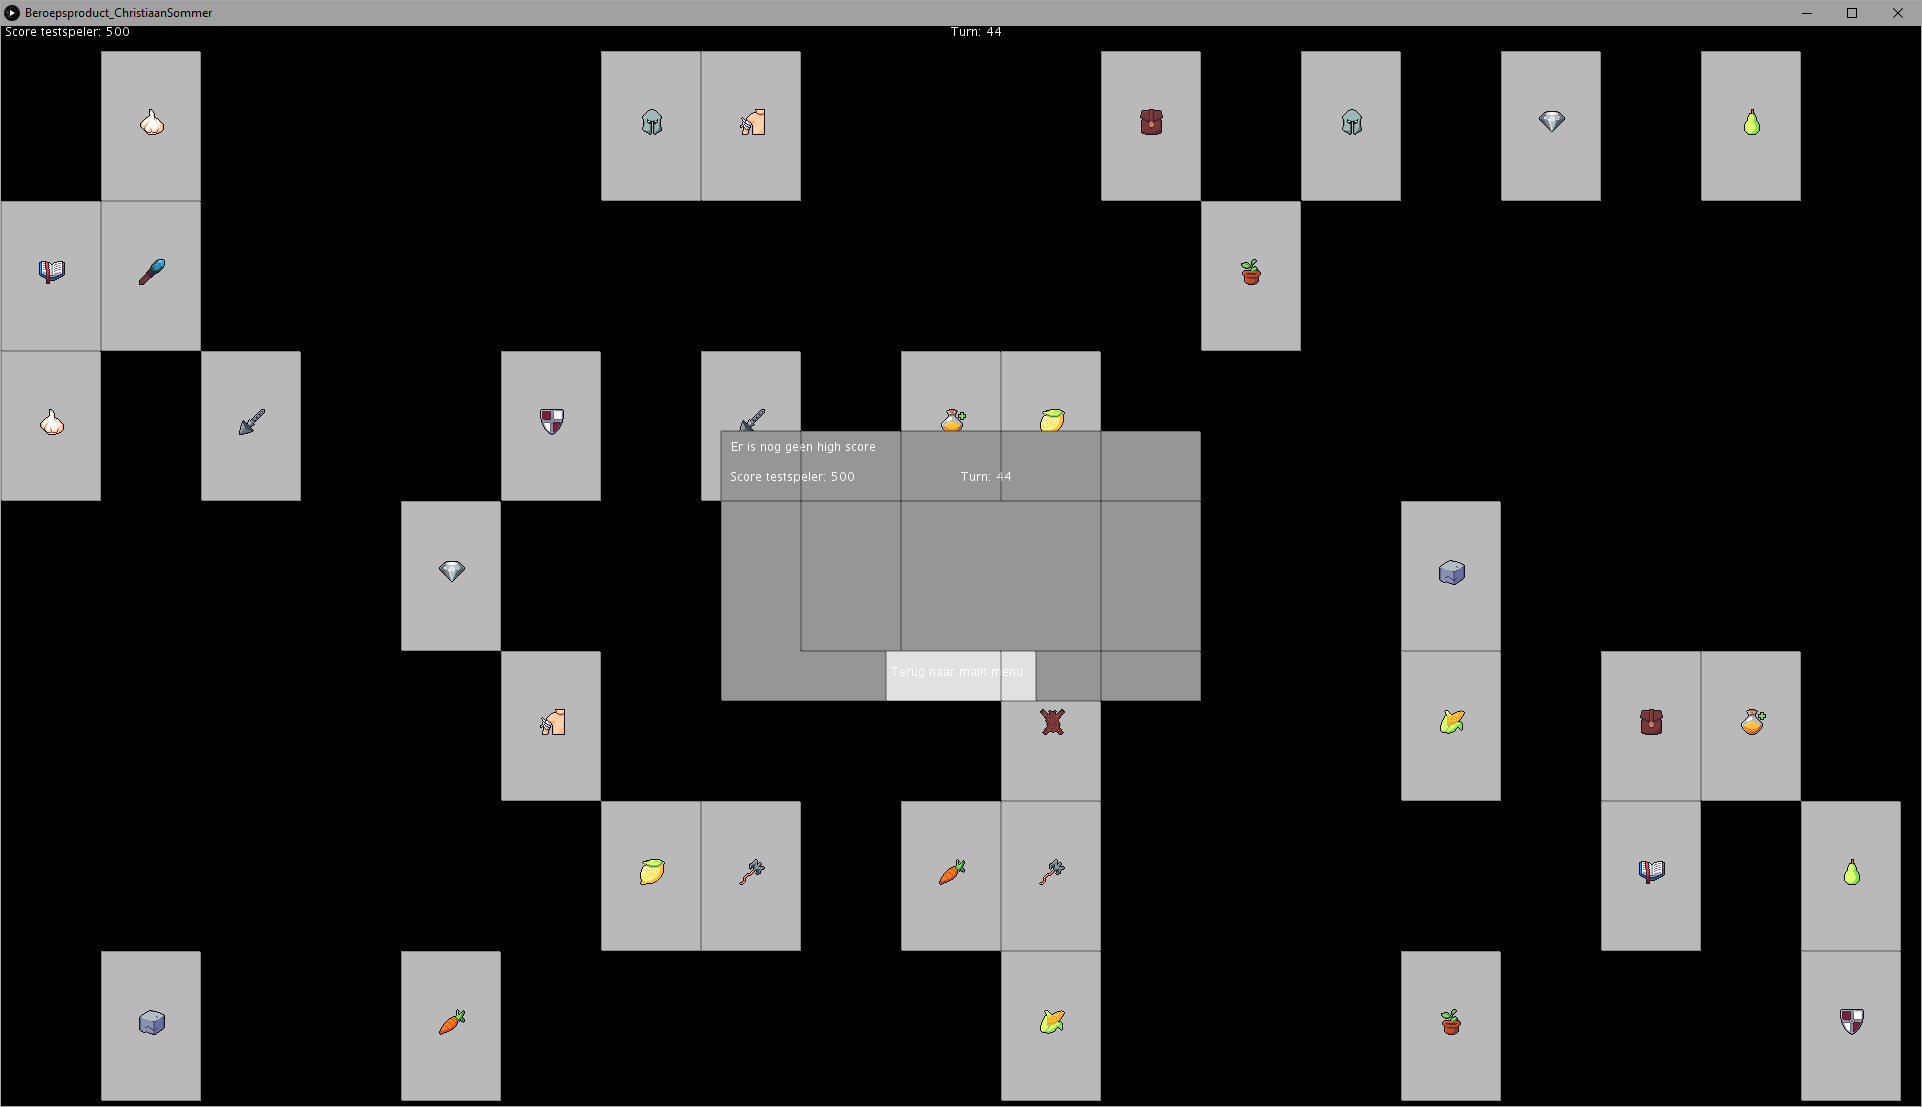 Beroepsproduct_ChristiaanSommer
Score testspeler: 500 Turn: 44
Er is nog geen high score
Score testspeler: 500 Turn: 44
Terug naar main menu